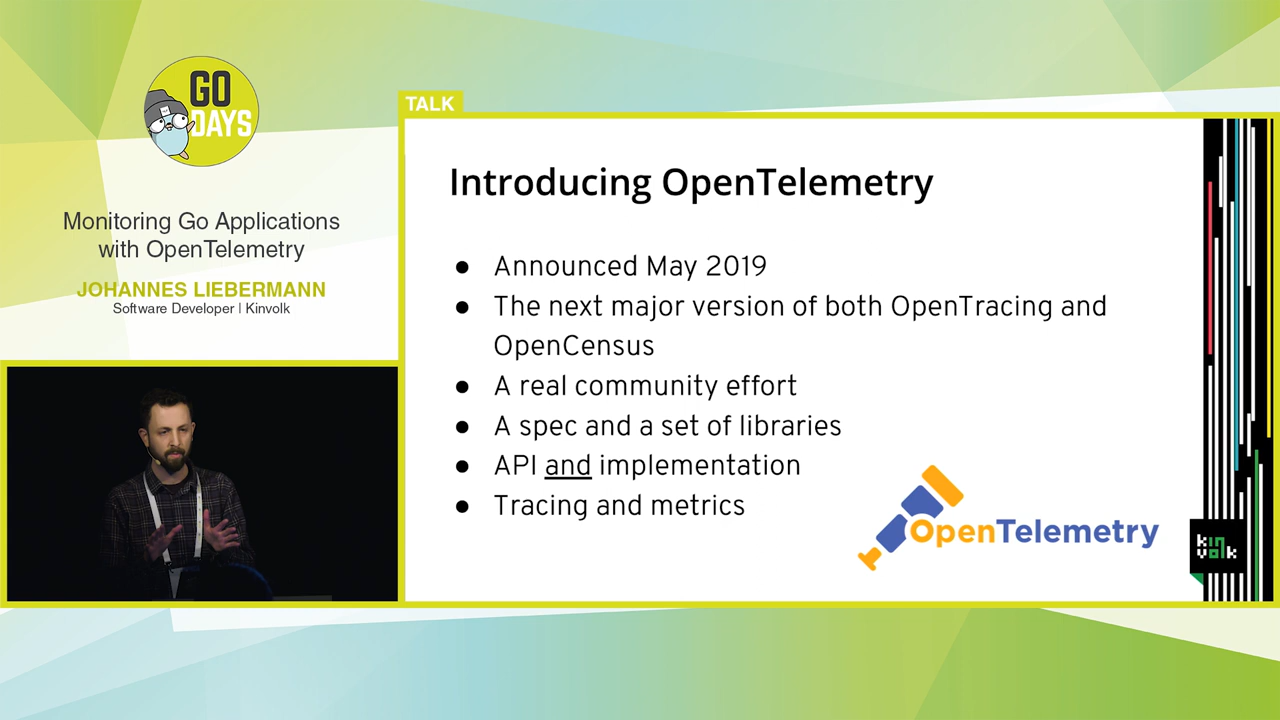 GO
DAYS
Monitoring Go Applications
with OpenTelemetry
JOHANNES LIEBERMANN
Software Developer | Kinvolk
TALK
Introducing OpenTelemetry
● Announced May 2019
● The next major version of both OpenTracing and
OpenCensus
● A real community effort
● A spec and a set of libraries
● API and implementation
● Tracing and metrics
OpenTelemetry
kin
volk